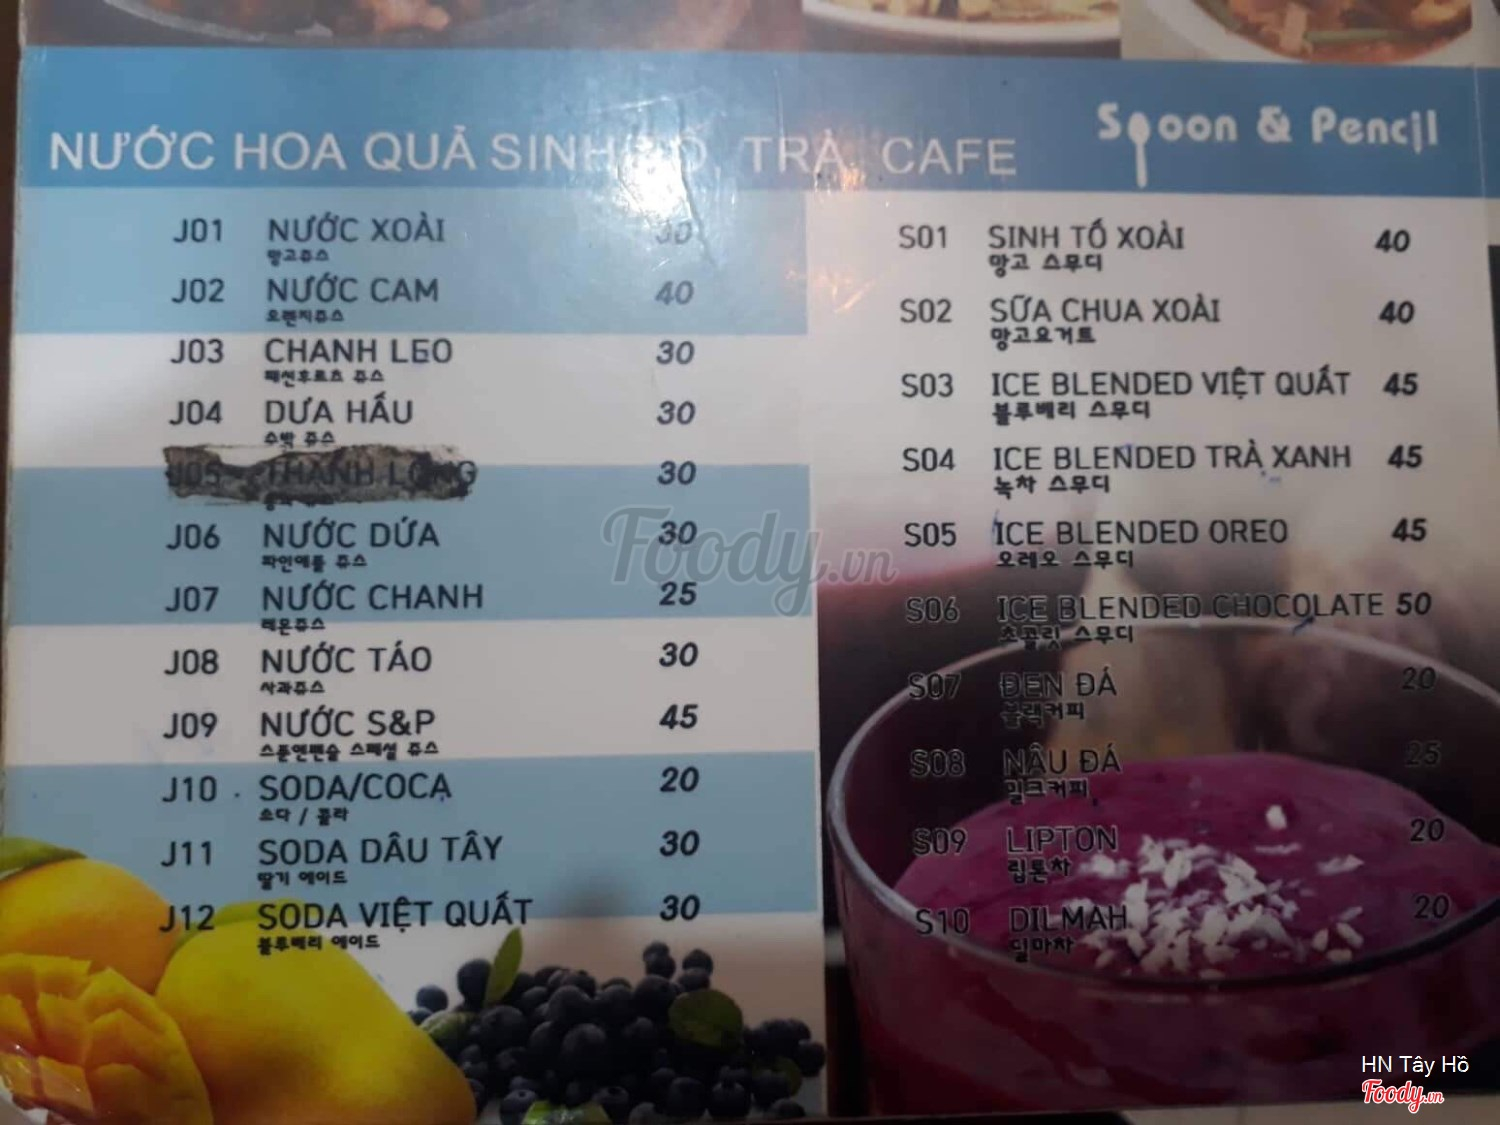 NƯỚC HOA QUẢ SINH TỐ TRÀ CAFE
Spoon & Pencil
J01 NƯỚC XOÀI 30
망고쥬스
J02 NƯỚC CAM 40
오렌지쥬스
J03 CHANH LEO 30
패션후르츠 쥬스
J04 DƯA HẤU 30
수박 쥬스
J05 THANH LONG 30
J06 NƯỚC DỨA 30
파인애플 쥬스
J07 NƯỚC CHANH 25
레몬쥬스
J08 NƯỚC TÁO 30
사과쥬스
J09 NƯỚC S&P 45
스푼앤펜슬 스페셜 쥬스
J10 SODA/COCA 20
소다 / 콜라
J11 SODA DÂU TÂY 30
딸기 에이드
J12 SODA VIỆT QUẤT 30
블루베리 에이드
S01 SINH TỐ XOÀI 40
망고 스무디
S02 SỮA CHUA XOÀI 40
망고요거트
S03 ICE BLENDED VIỆT QUẤT 45
블루베리 스무디
S04 ICE BLENDED TRÀ XANH 45
녹차 스무디
S05 ICE BLENDED OREO 45
오레오 스무디
S06 ICE BLENDED CHOCOLATE 50
초콜릿 스무디
S07 ĐEN ĐÁ 20
블랙커피
S08 NÂU ĐÁ 25
밀크커피
S09 LIPTON 20
립톤차
S10 DILMAH 20
딜마차
Foody.vn
HN Tây Hồ
Foody.vn